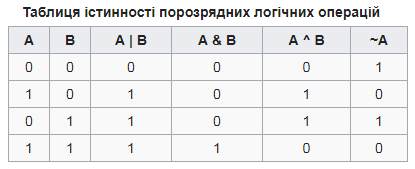 Таблиця істинності порозрядних логічних операцій
A B A | B A & B A ^ B ~A
0 0 0 0 0 1
1 0 1 0 1 0
0 1 1 0 1 1
1 1 1 1 0 0